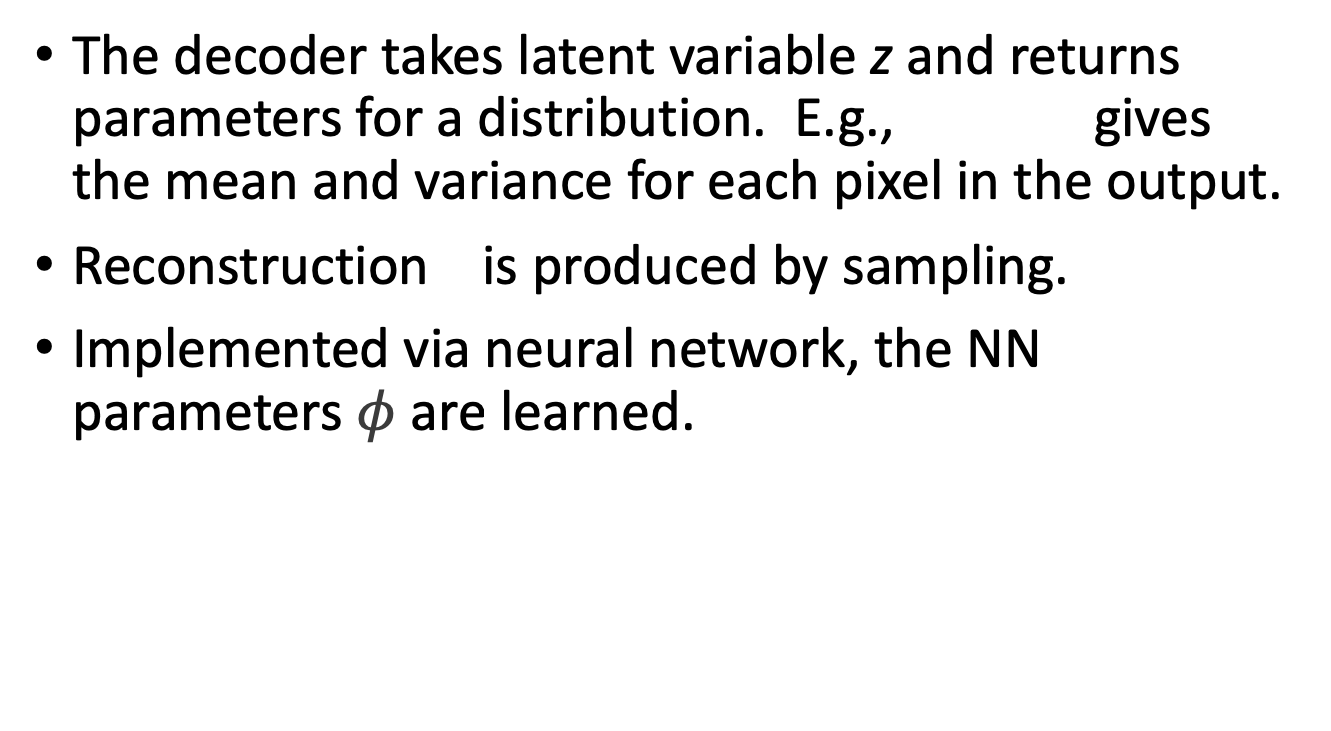 • The decoder takes latent variable z and returns
parameters for a distribution.  E.g., gives
the mean and variance for each pixel in the output.
• Reconstruction is produced by sampling.
• Implemented via neural network, the NN
parameters ϕ are learned.